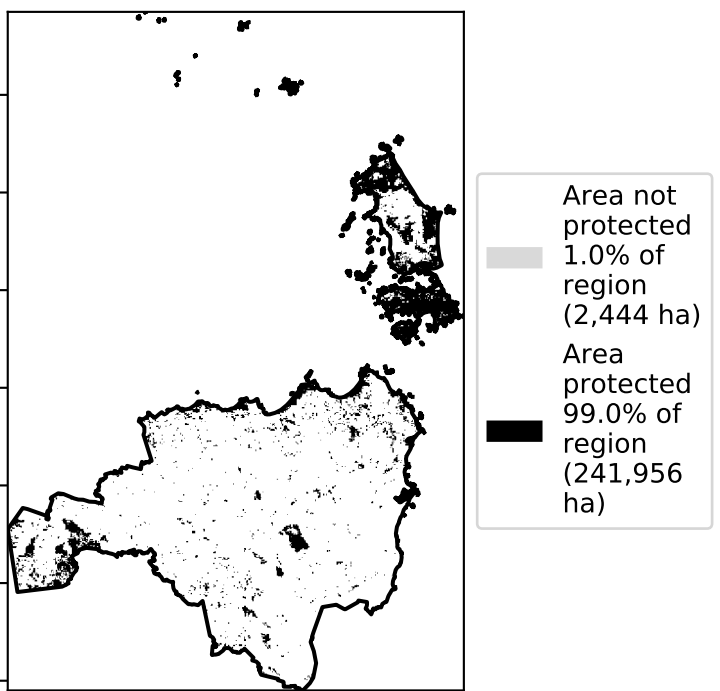 Area not
protected
1.0% of
region
(2,444 ha)
Area
protected
99.0% of
region
(241,956
ha)